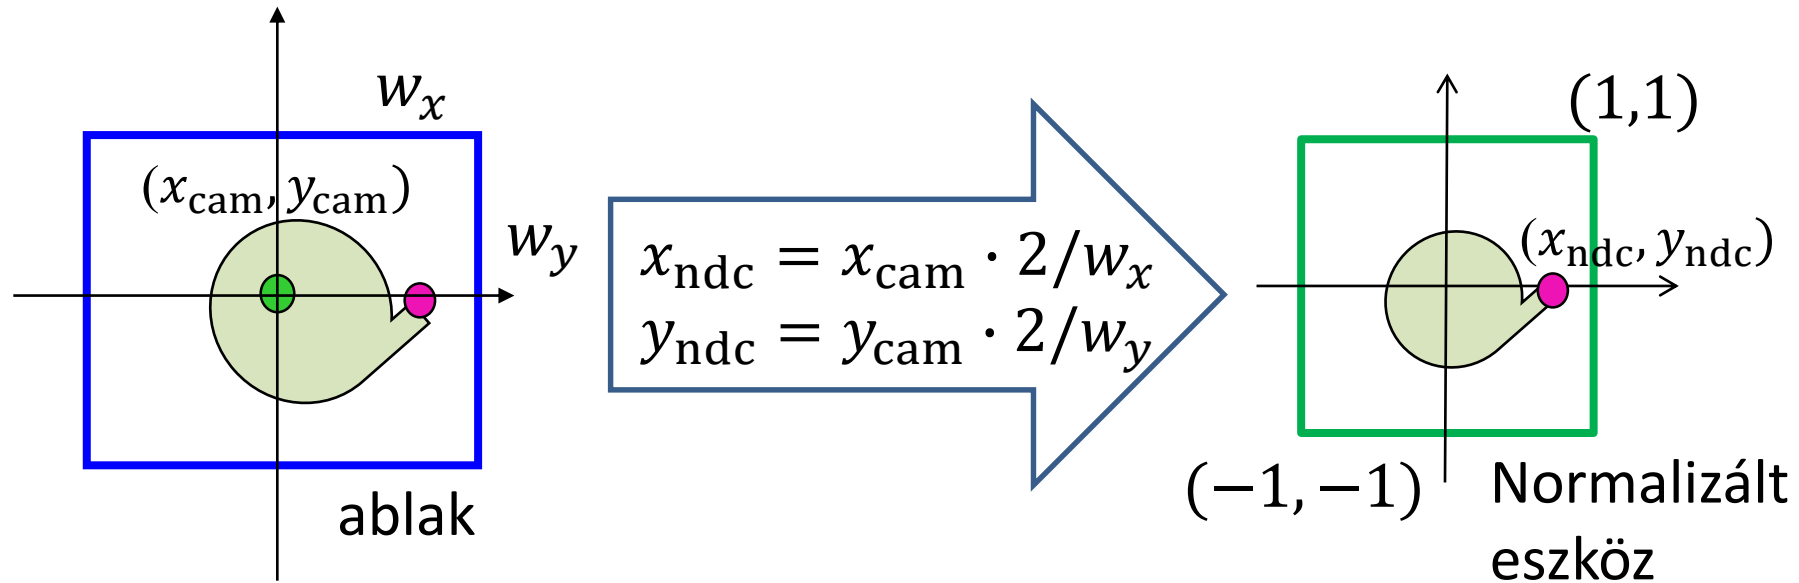 w_x
(x_cam, y_cam)
w_y
ablak
x_ndc = x_cam · 2/w_x
y_ndc = y_cam · 2/w_y
(1,1)
(x_ndc, y_ndc)
(−1,−1)
Normalizált
eszköz